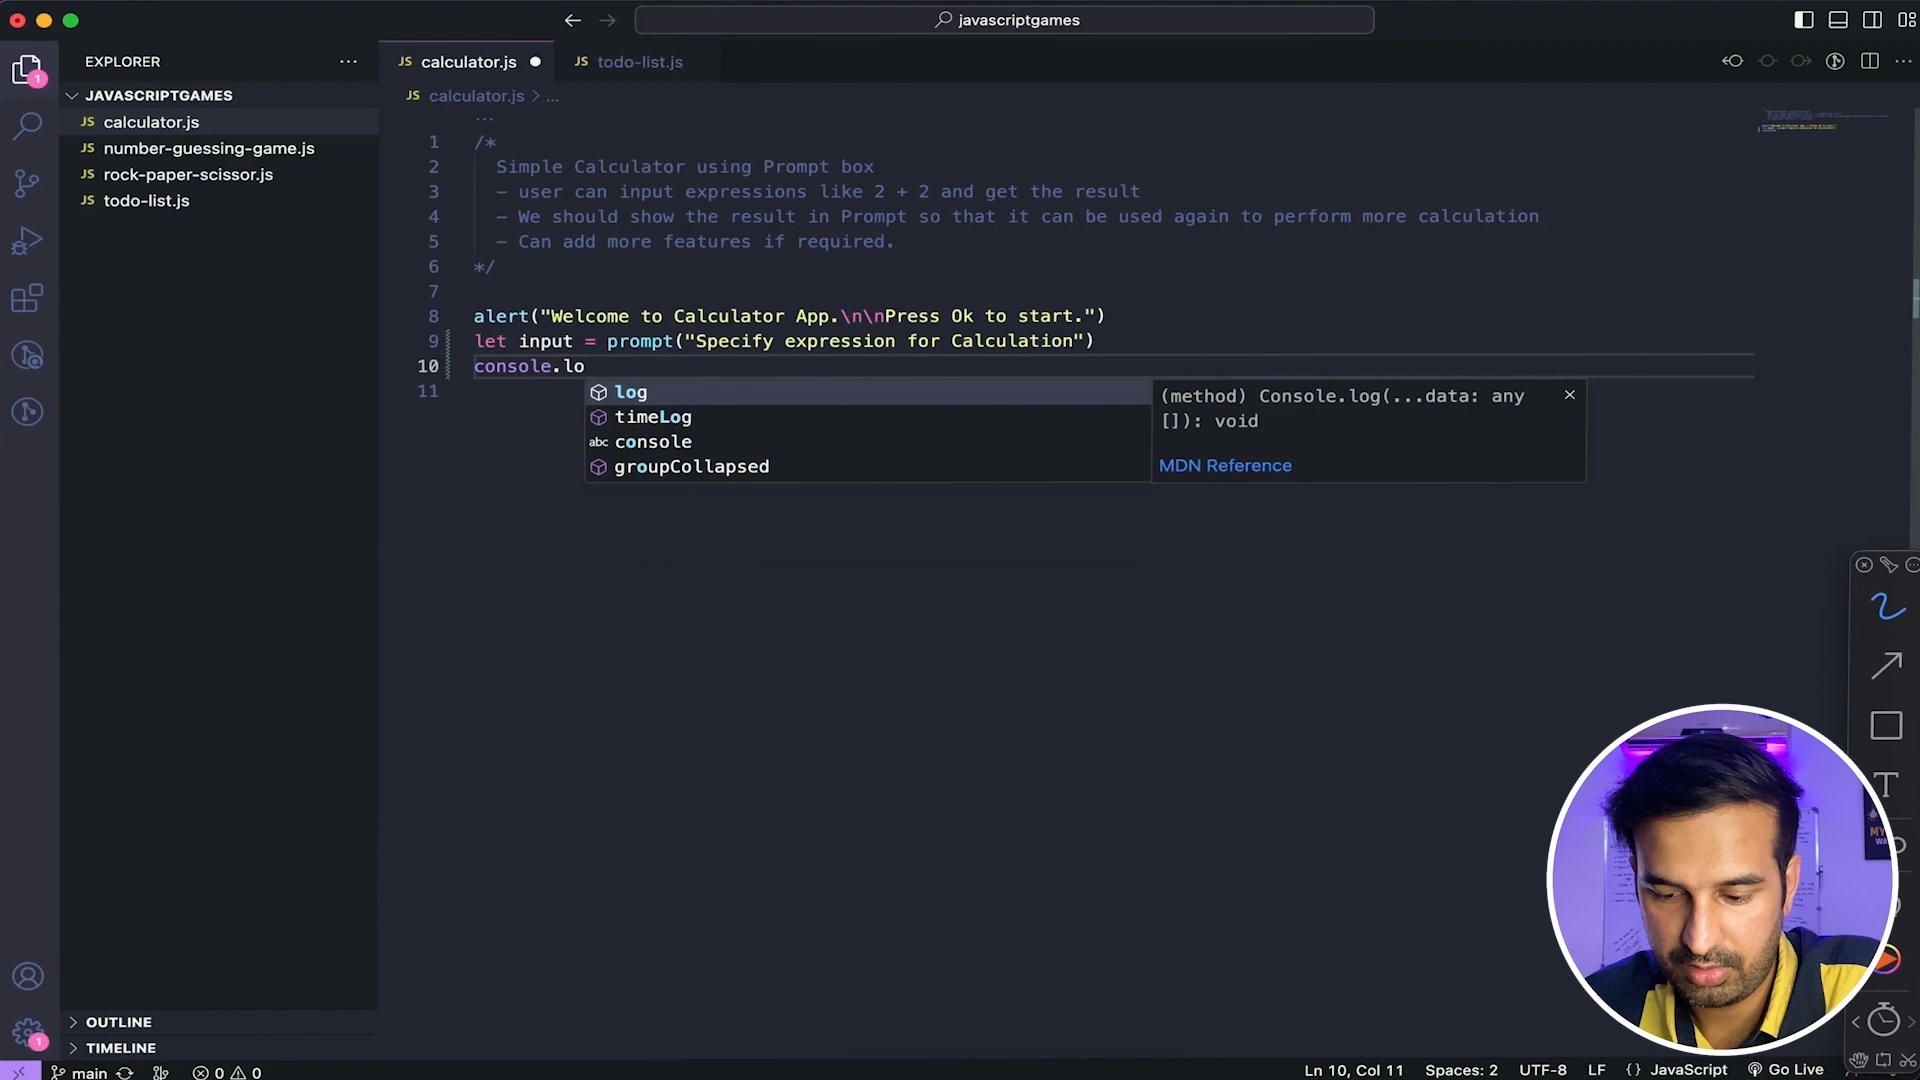 javascriptgames
EXPLORER
JS calculator.js
JS todo-list.js
1
JAVASCRIPTGAMES
JS calculator.js > ...
JS calculator.js
JS number-guessing-game.js
JS rock-paper-scissor.js
JS todo-list.js
...
1 /*
2 Simple Calculator using Prompt box
3 - user can input expressions like 2 + 2 and get the result
4 - We should show the result in Prompt so that it can be used again to perform more calculation
5 - Can add more features if required.
6 */
7
8 alert("Welcome to Calculator App.\n\nPress Ok to start.")
9 let input = prompt("Specify expression for Calculation")
10 console.lo
11
log
timeLog
abc console
groupCollapsed
(method) Console.log(...data: any
[]): void
MDN Reference
T
MY
OUTLINE
1
TIMELINE
main
0 0
Ln 10, Col 11
Spaces: 2
UTF-8
LF
{} JavaScript
Go Live